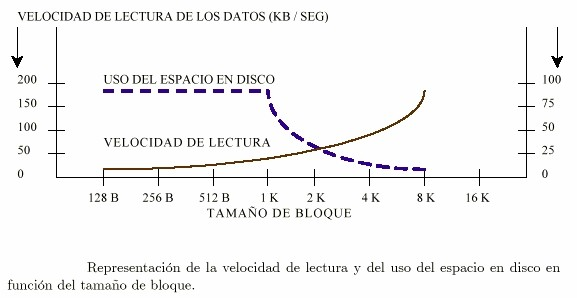 VELOCIDAD DE LECTURA DE LOS DATOS (KB / SEG)
200
150
100
50
0
USO DEL ESPACIO EN DISCO
VELOCIDAD DE LECTURA
100
75
50
25
0
128 B 256 B 512 B 1 K 2 K 4 K 8 K 16 K
TAMAÑO DE BLOQUE
Representación de la velocidad de lectura y del uso del espacio en disco en
función del tamaño de bloque.